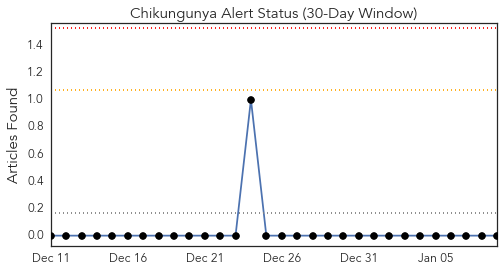 Chikungunya Alert Status (30-Day Window)
Articles Found
1.4
1.2
1.0
0.8
0.6
0.4
0.2
0.0
Dec 11 Dec 16 Dec 21 Dec 26 Dec 31 Jan 05